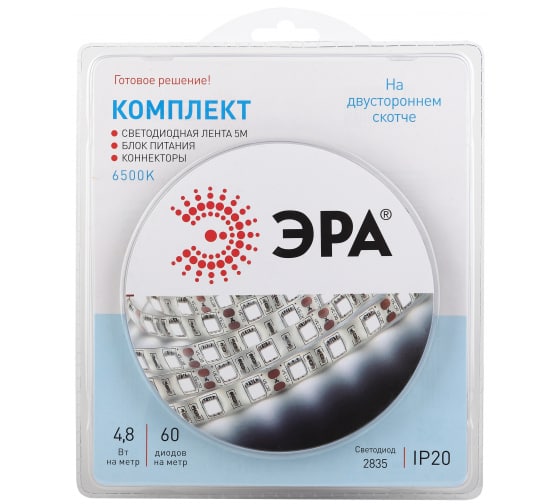 Готовое решение!
КОМПЛЕКТ
СВЕТОДИОДНАЯ ЛЕНТА 5М
БЛОК ПИТАНИЯ
КОННЕКТОРЫ
6500K
На
двустороннем
скотче
ЭРА®
4,8
Вт
на метр
60
диодов
на метр
Светодиод
2835
IP20